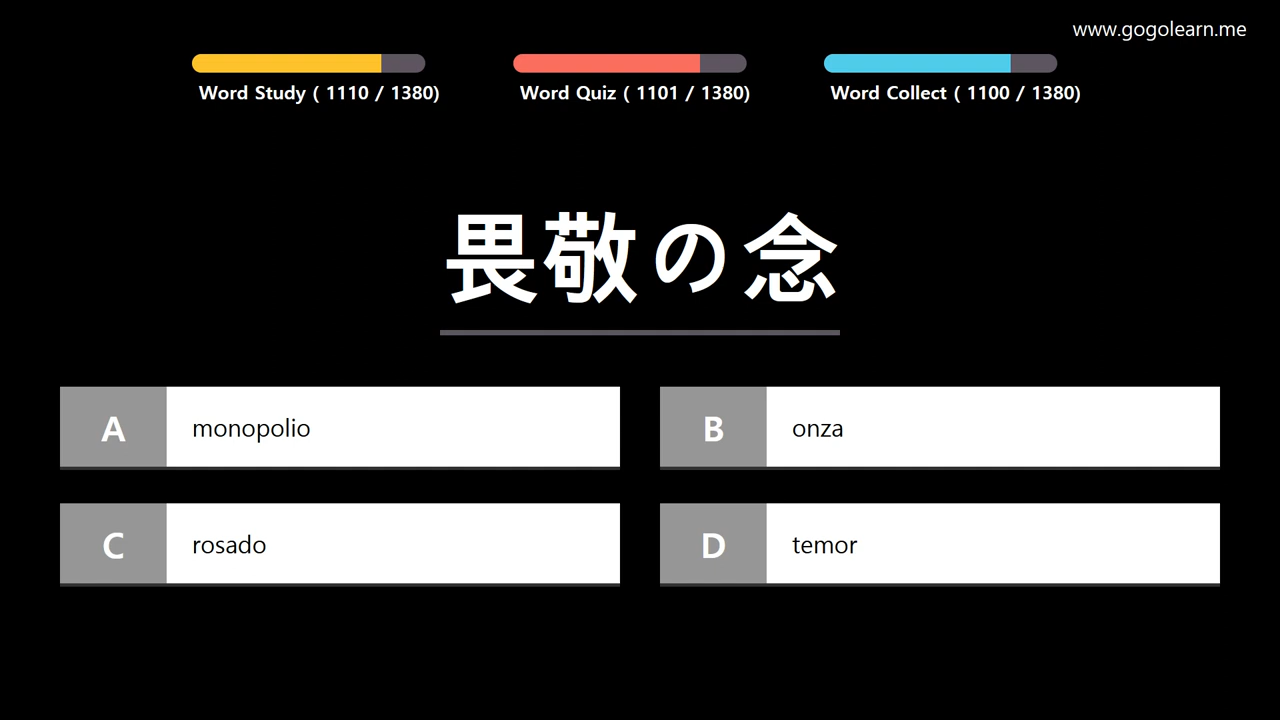 www.gogolearn.me
Word Study ( 1110 / 1380)
Word Quiz ( 1101 / 1380)
Word Collect ( 1100 / 1380)
畏敬の念
A monopolio
B onza
C rosado
D temor